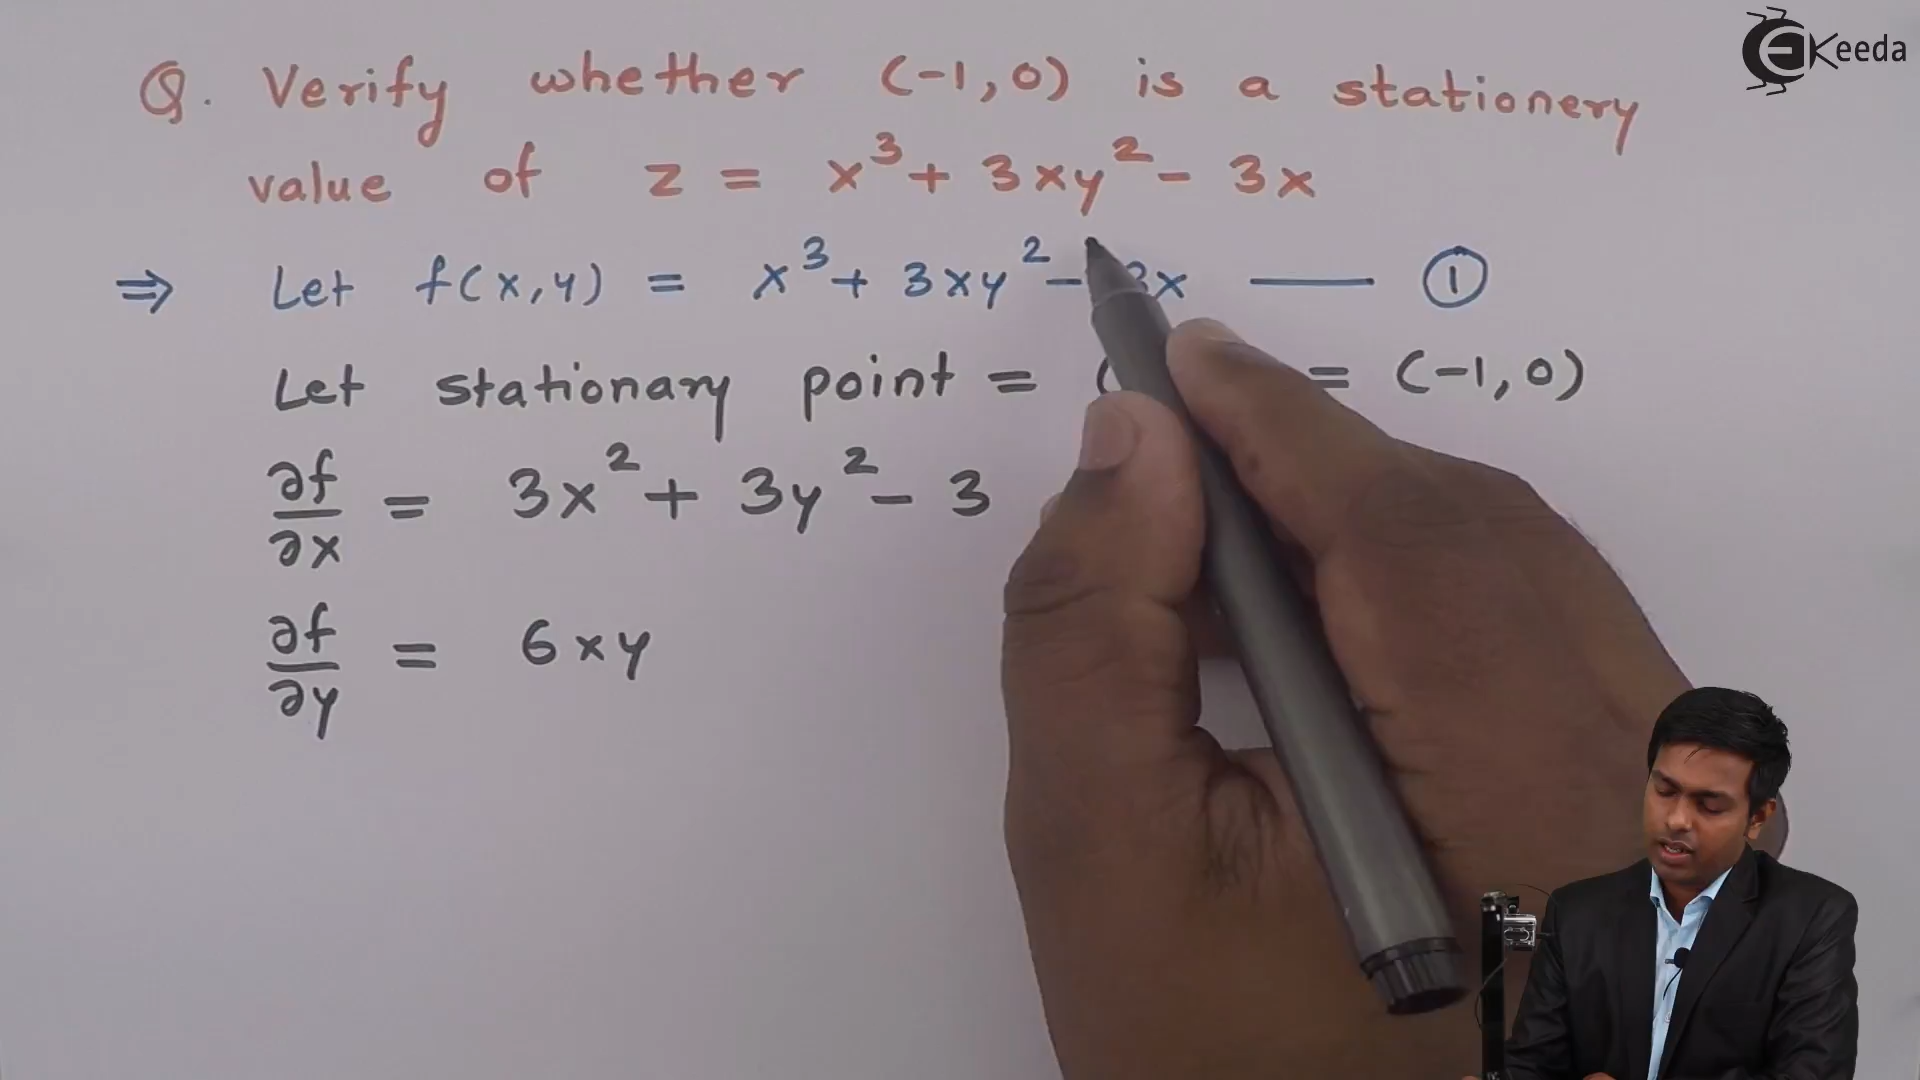 EKeeda
Q. Verify whether (-1, 0) is a stationery
value of z = x³ + 3xy² - 3x
⇒ Let f(x, y) = x³ + 3xy² - 3x —— ①
Let stationary point = ( = (-1, 0)
∂f/∂x = 3x² + 3y² - 3
∂f/∂y = 6xy